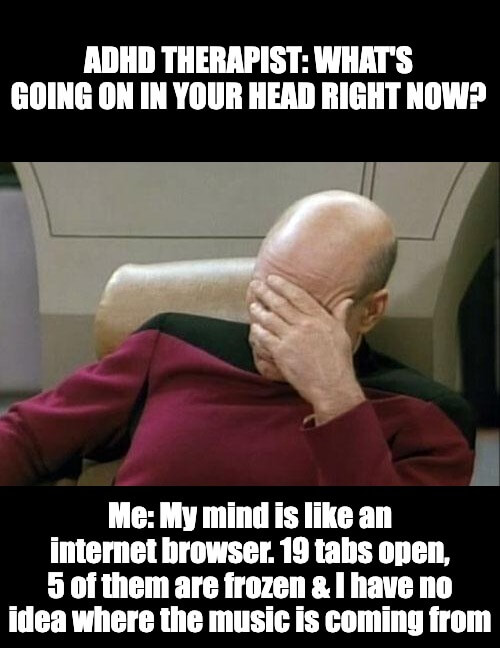 ADHD THERAPIST: WHAT'S
GOING ON IN YOUR HEAD RIGHT NOW?
Me: My mind is like an
internet browser. 19 tabs open,
5 of them are frozen & I have no
idea where the music is coming from